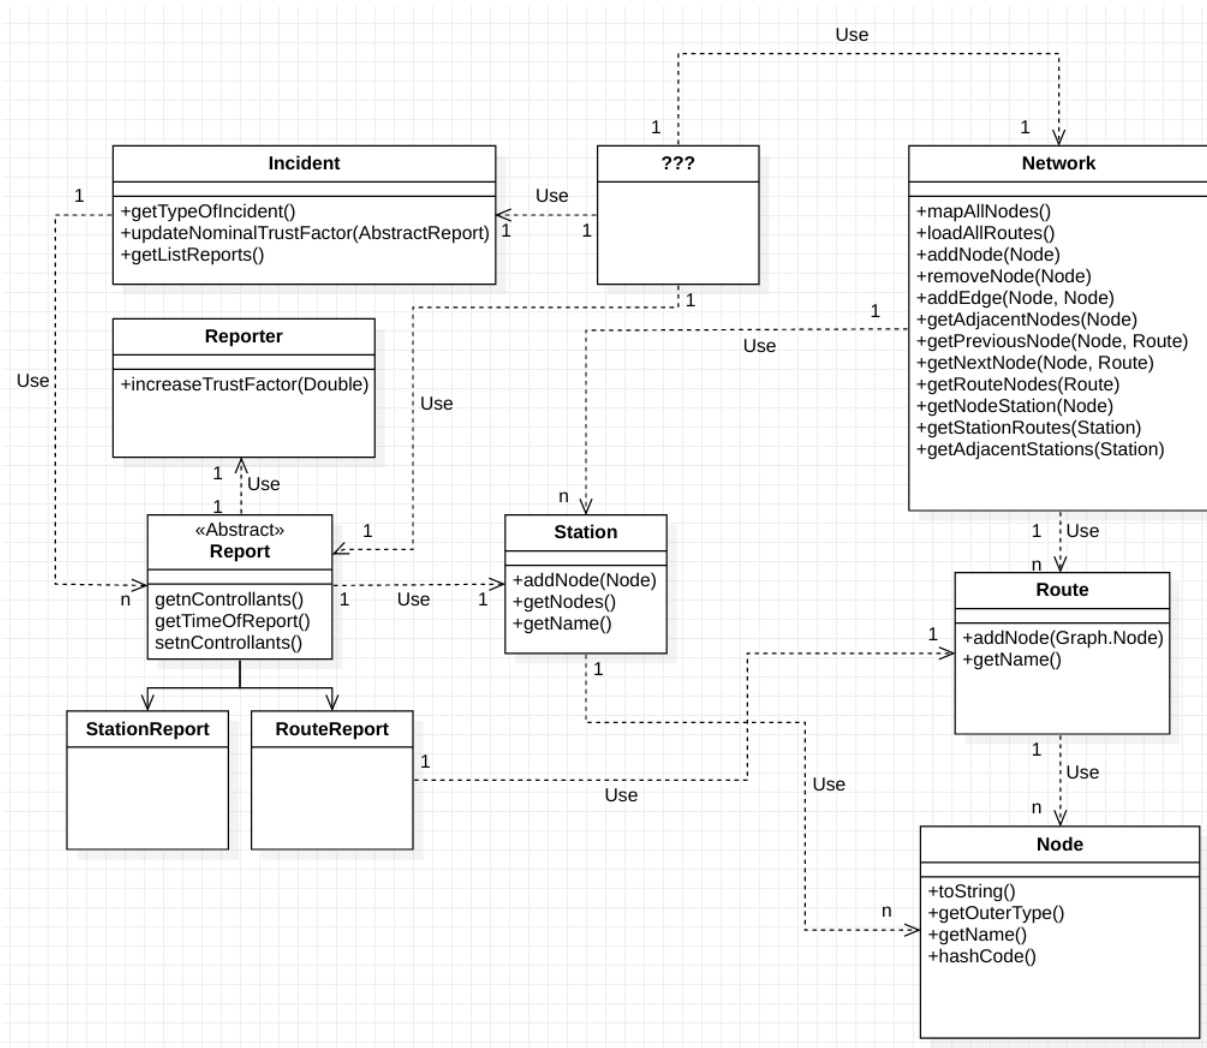 Use
1
1
Incident
+getTypeOfIncident()
+updateNominalTrustFactor(AbstractReport)
+getListReports()
1
Use
1
1
???
1
Network
+mapAllNodes()
+loadAllRoutes()
+addNode(Node)
+removeNode(Node)
+addEdge(Node, Node)
+getAdjacentNodes(Node)
+getPreviousNode(Node, Route)
+getNextNode(Node, Route)
+getRouteNodes(Route)
+getNodeStation(Node)
+getStationRoutes(Station)
+getAdjacentStations(Station)
1
Use
Reporter
+increaseTrustFactor(Double)
Use
Use
1
Use
1
«Abstract»
Report
getnControllants()
getTimeOfReport()
setnControllants()
1
n
1
Use
1
n
Station
+addNode(Node)
+getNodes()
+getName()
1
1
Use
n
Route
+addNode(Graph.Node)
+getName()
1
StationReport
RouteReport
1
Use
Use
1
Use
n
Node
+toString()
+getOuterType()
+getName()
+hashCode()
n